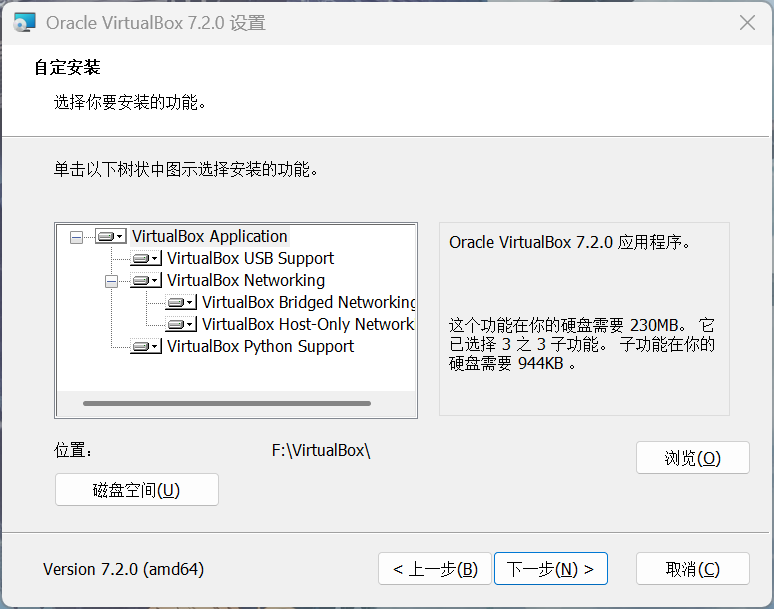 Oracle VirtualBox 7.2.0 设置
自定安装
选择你要安装的功能。
单击以下树状中图示选择安装的功能。
VirtualBox Application
VirtualBox USB Support
VirtualBox Networking
VirtualBox Bridged Networking
VirtualBox Host-Only Network
VirtualBox Python Support
Oracle VirtualBox 7.2.0 应用程序。
这个功能在你的硬盘需要 230MB。 它
已选择 3 之 3 子功能。 子功能在你的
硬盘需要 944KB 。
位置：
F:\VirtualBox\
浏览(O)
磁盘空间(U)
Version 7.2.0 (amd64)
< 上一步(B)
下一步(N) >
取消(C)